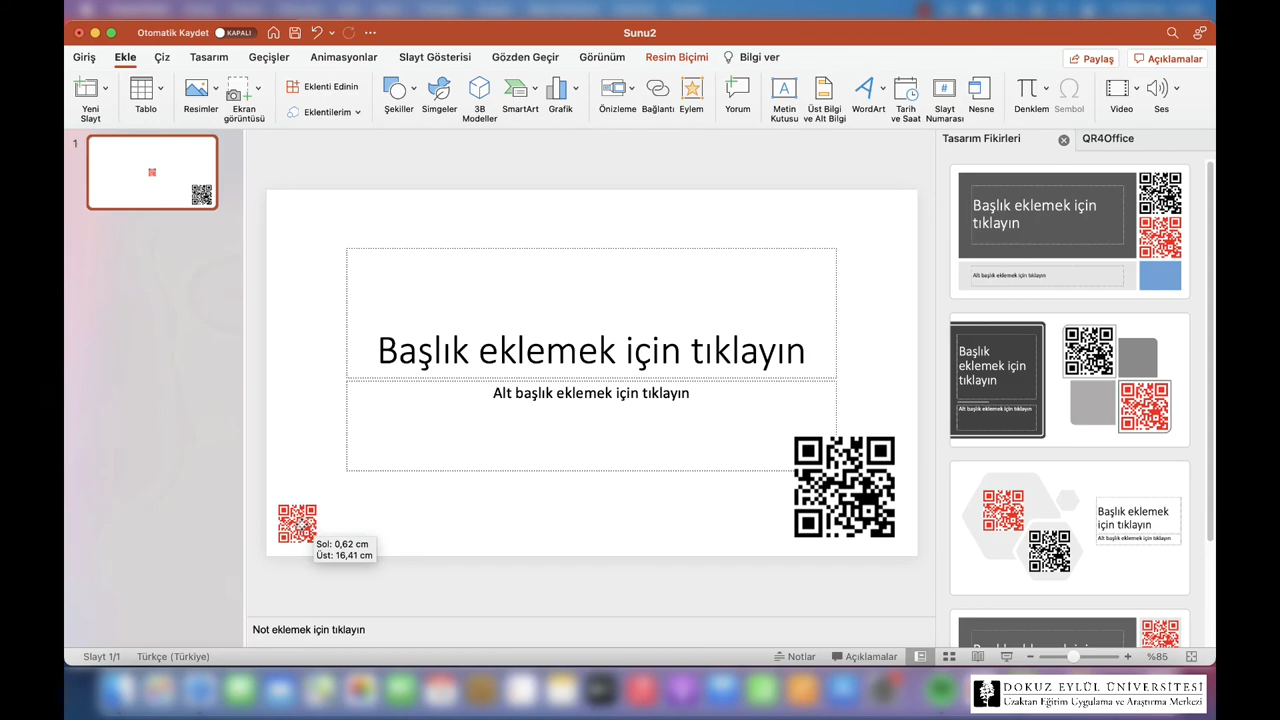 Otomatik Kaydet KAPALI
Sunu2
Giriş Ekle Çiz Tasarım Geçişler Animasyonlar Slayt Gösterisi Gözden Geçir Görünüm Resim Biçimi Bilgi ver
Paylaş Açıklamalar
Yeni Slayt
Tablo
Resimler
Ekran görüntüsü
Eklenti Edinin
Eklentilerim
Şekiller
Simgeler
3B Modeller
SmartArt
Grafik
Önizleme
Bağlantı
Eylem
Yorum
Metin Kutusu
Üst Bilgi ve Alt Bilgi
WordArt
Tarih ve Saat
Slayt Numarası
Nesne
Denklem
Sembol
Video
Ses
1
Tasarım Fikirleri
QR4Office
Başlık eklemek için tıklayın
Alt başlık eklemek için tıklayın
Sol: 0,62 cm
Üst: 16,41 cm
Başlık eklemek için
tıklayın
Alt başlık eklemek için tıklayın
Başlık
eklemek için
tıklayın
Alt başlık eklemek için tıklayın
Başlık eklemek
için tıklayın
Alt başlık eklemek için tıklayın
Not eklemek için tıklayın
Slayt 1/1
Türkçe (Türkiye)
Notlar
Açıklamalar
%85
DOKUZ EYLÜL ÜNİVERSİTESİ
Uzaktan Eğitim Uygulama ve Araştırma Merkezi